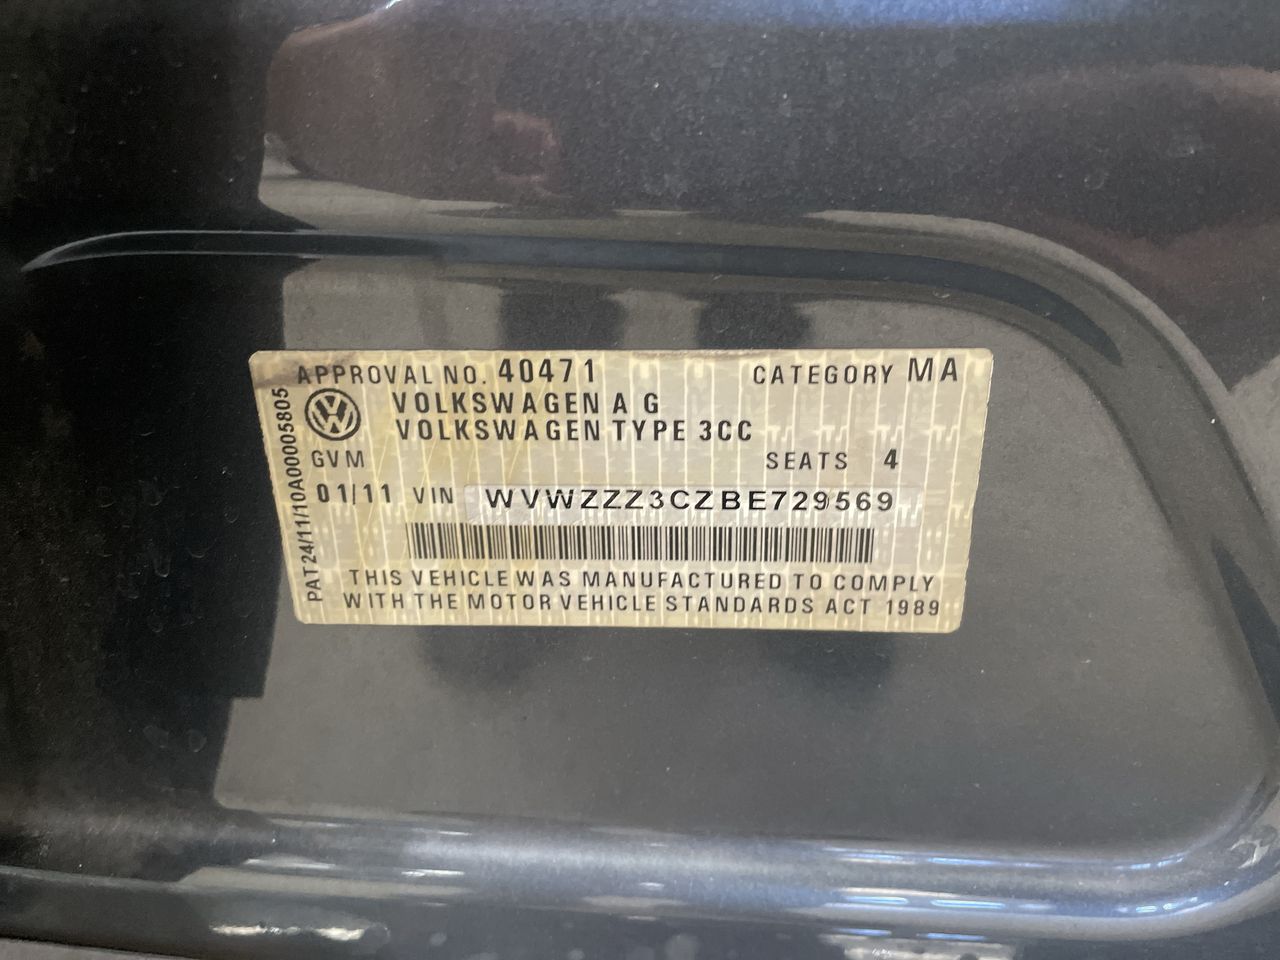 APPROVAL NO. 40471 CATEGORY MA
VOLKSWAGEN A G
VOLKSWAGEN TYPE 3CC
GVM SEATS 4
01/11 VIN WVWZZZ3CZBE729569
THIS VEHICLE WAS MANUFACTURED TO COMPLY
WITH THE MOTOR VEHICLE STANDARDS ACT 1989
PAT24/11/10A00005805